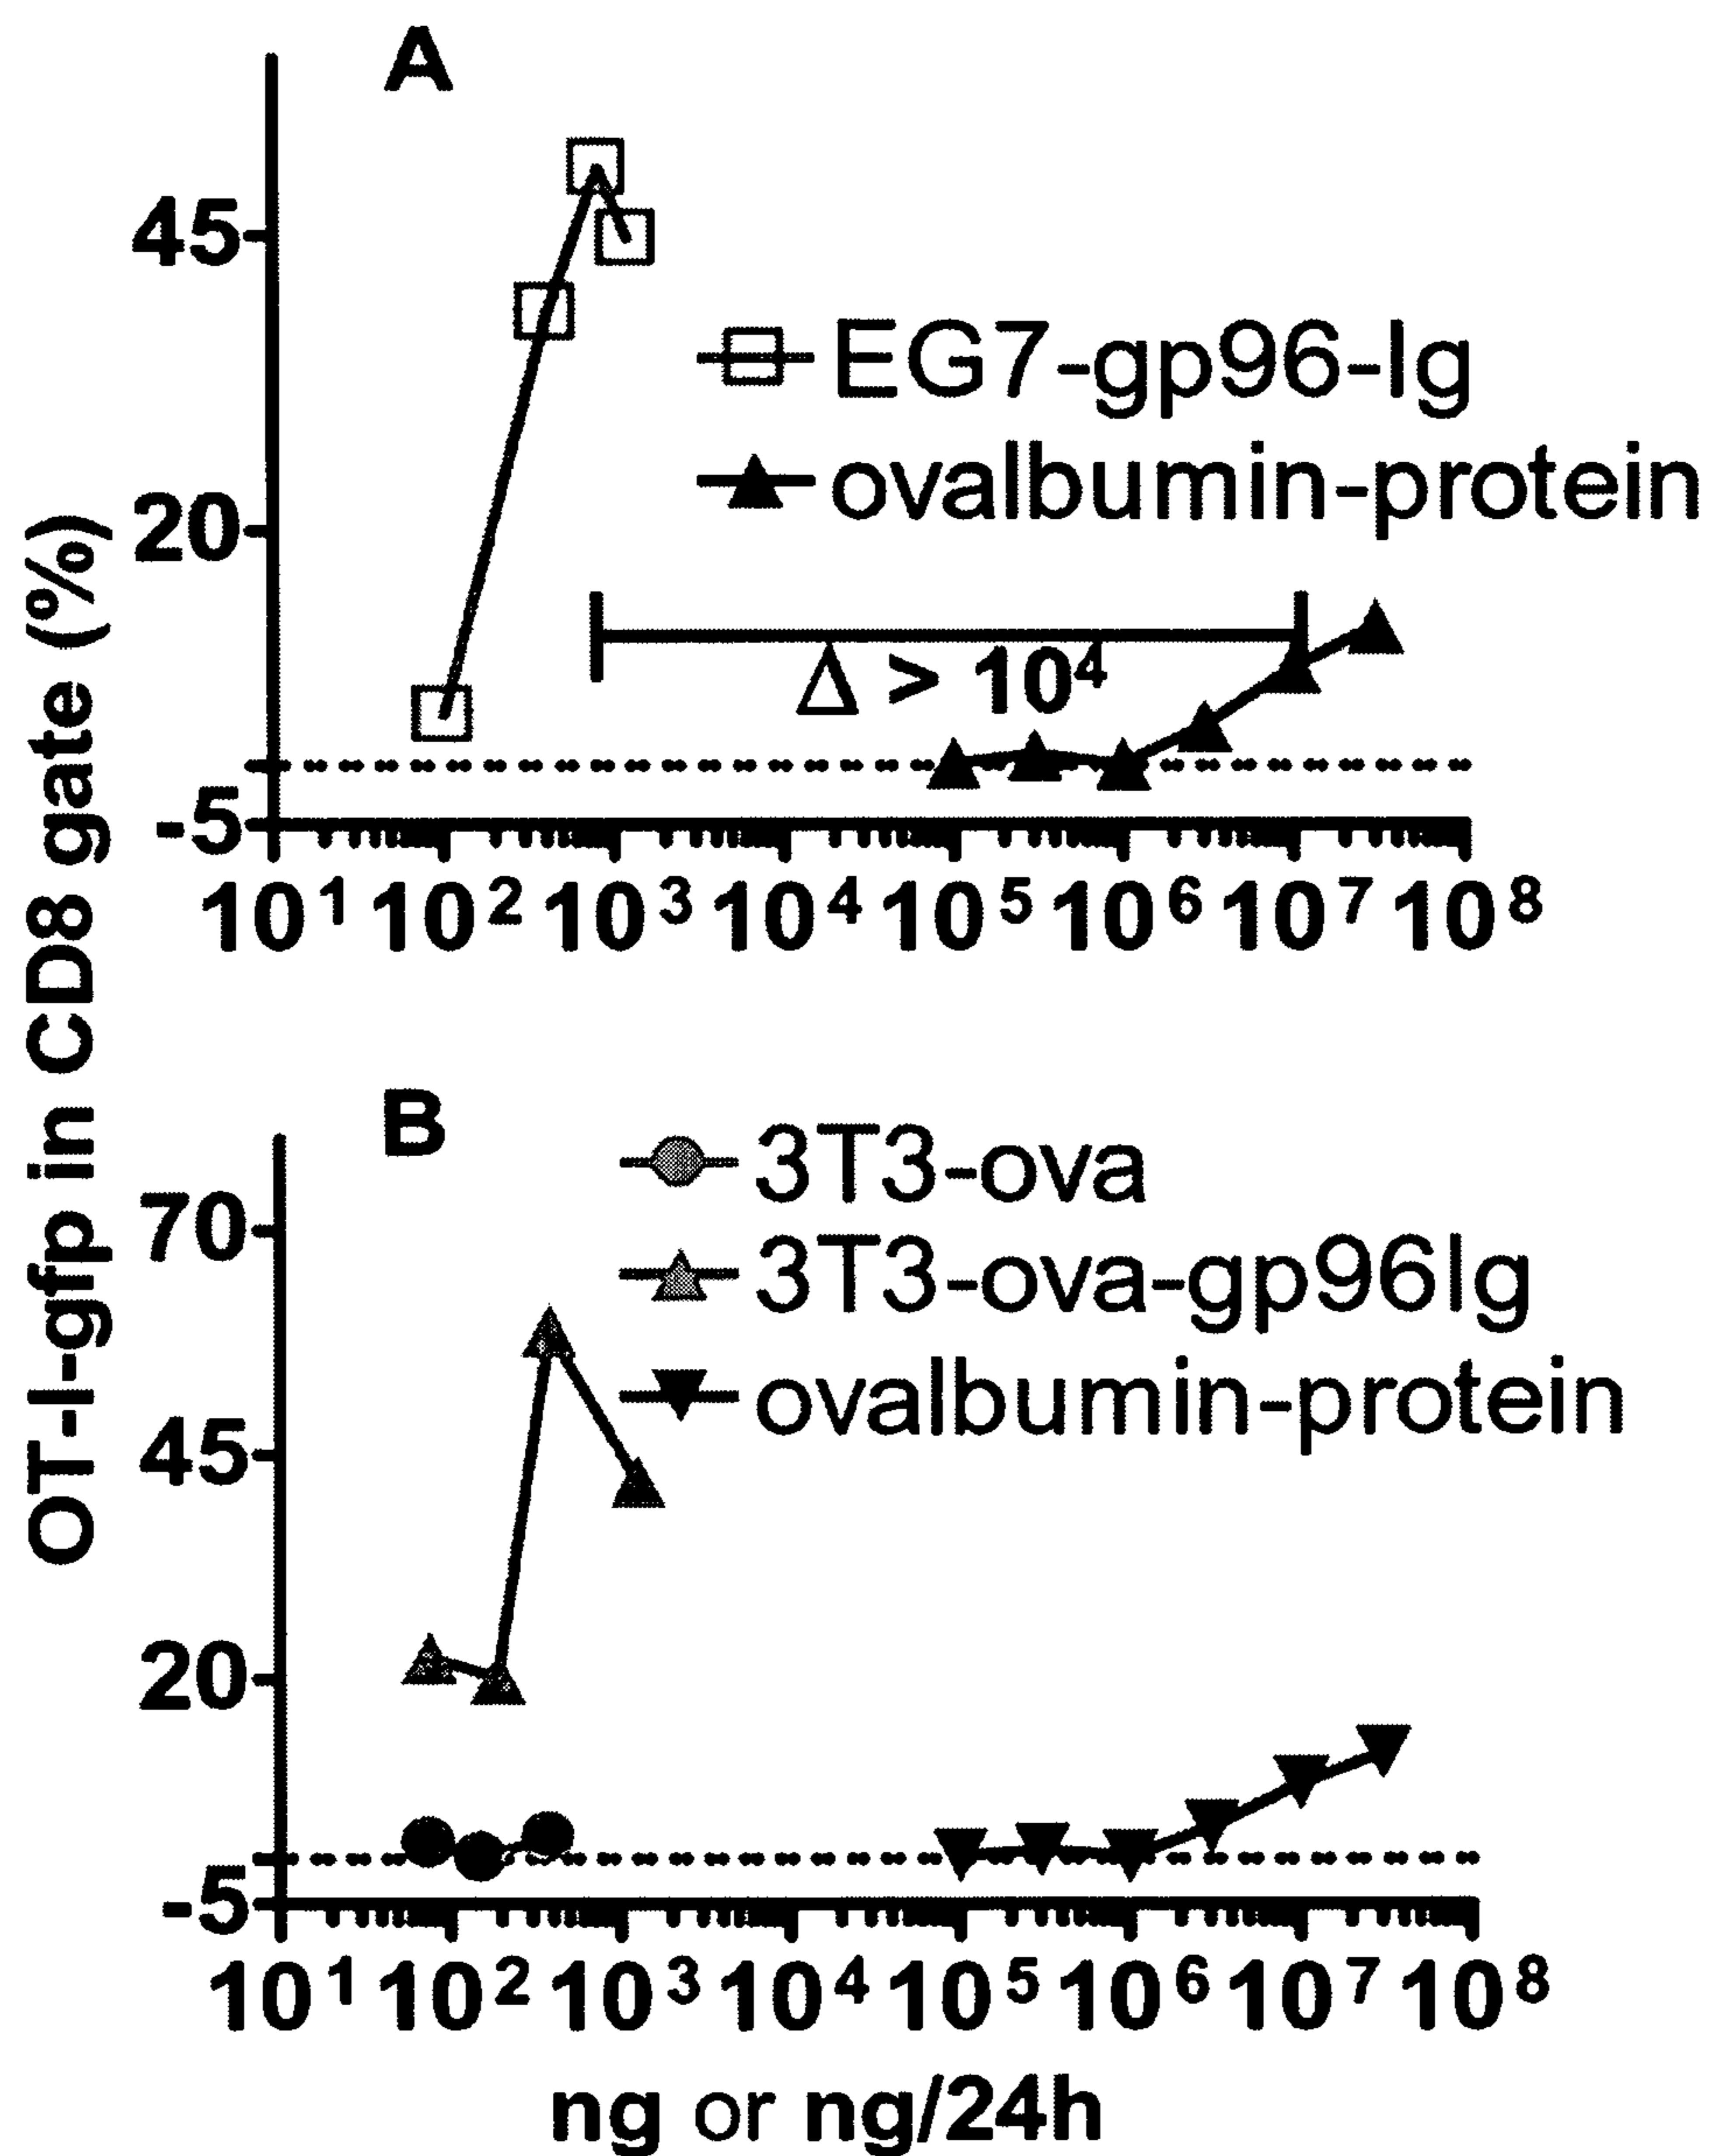 A
45
20
-5
EG7-gp96-Ig
ovalbumin-protein
Δ > 10⁴
10¹ 10² 10³ 10⁴ 10⁵ 10⁶ 10⁷ 10⁸
OT-I-gfp in CD8 gate (%)
B
70
45
20
-5
3T3-ova
3T3-ova-gp96Ig
ovalbumin-protein
10¹ 10² 10³ 10⁴ 10⁵ 10⁶ 10⁷ 10⁸
ng or ng/24h